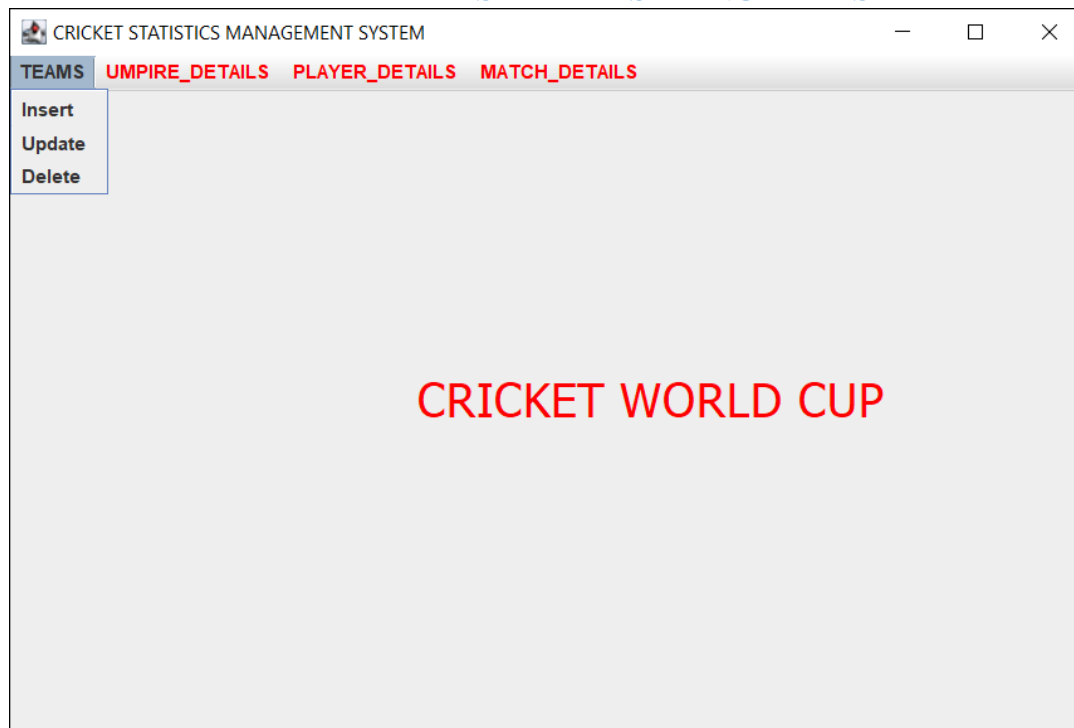 CRICKET STATISTICS MANAGEMENT SYSTEM
TEAMS UMPIRE_DETAILS PLAYER_DETAILS MATCH_DETAILS
Insert
Update
Delete
CRICKET WORLD CUP